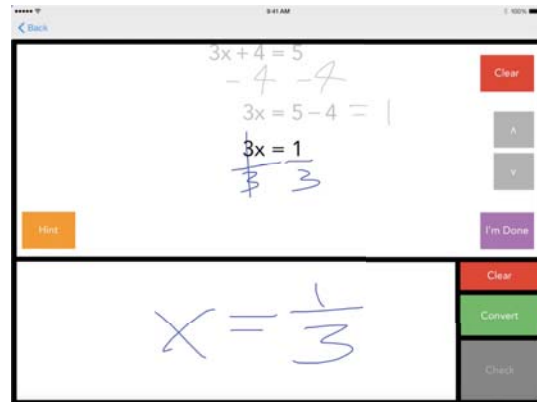 9:41 AM 100%
Back
3x + 4 = 5
- 4 - 4
3x = 5 - 4 = 1
3x = 1
3 3
Clear
∧
∨
Hint
I'm Done
x = 1/3
Clear
Convert
Check